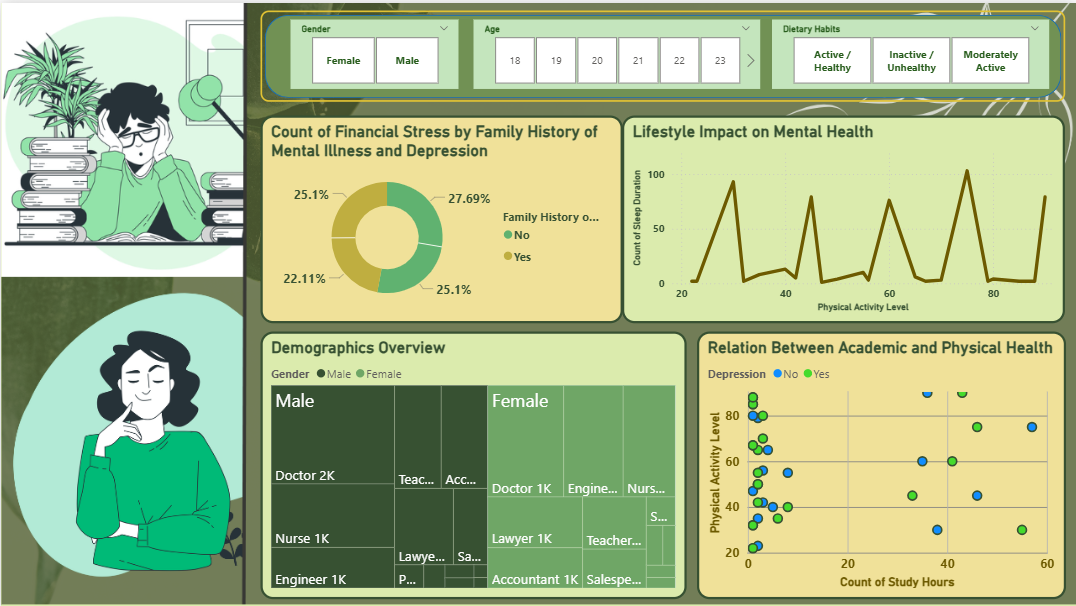 Gender
Female
Male
Age
18
19
20
21
22
23
Dietary Habits
Active /
Healthy
Inactive /
Unhealthy
Moderately
Active
Count of Financial Stress by Family History of
Mental Illness and Depression
25.1%
27.69%
22.11%
25.1%
Family History o...
No
Yes
Lifestyle Impact on Mental Health
Count of Sleep Duration
100
50
0
20
40
60
80
Physical Activity Level
Demographics Overview
Gender Male Female
Male
Doctor 2K
Teac...
Acc...
Nurse 1K
Lawye...
Sa...
Engineer 1K
P...
Female
Doctor 1K
Engine...
Nurs...
Lawyer 1K
Teacher...
S...
Accountant 1K
Salespe...
Relation Between Academic and Physical Health
Depression No Yes
Physical Activity Level
80
60
40
20
0
20
40
60
Count of Study Hours